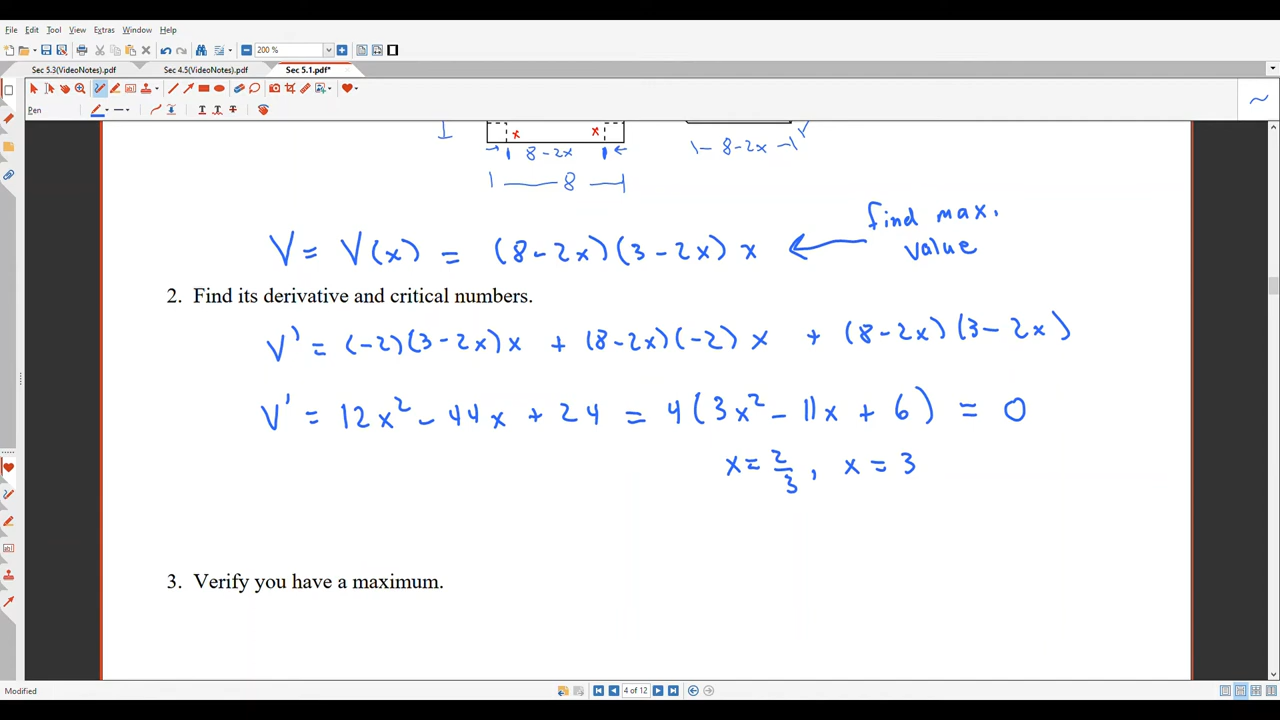 File Edit Tool View Extras Window Help
200 %
Sec 5.3(VideoNotes).pdf Sec 4.5(VideoNotes).pdf Sec 5.1.pdf*
Pen
x x
8-2x
8
8-2x
find max.
value
V = V(x) = (8-2x)(3-2x) x
2. Find its derivative and critical numbers.
V' = (-2)(3-2x)x + (8-2x)(-2) x + (8-2x)(3-2x)
V' = 12x² - 44x + 24 = 4(3x² - 11x + 6) = 0
x = 2/3, x = 3
3. Verify you have a maximum.
Modified
4 of 12